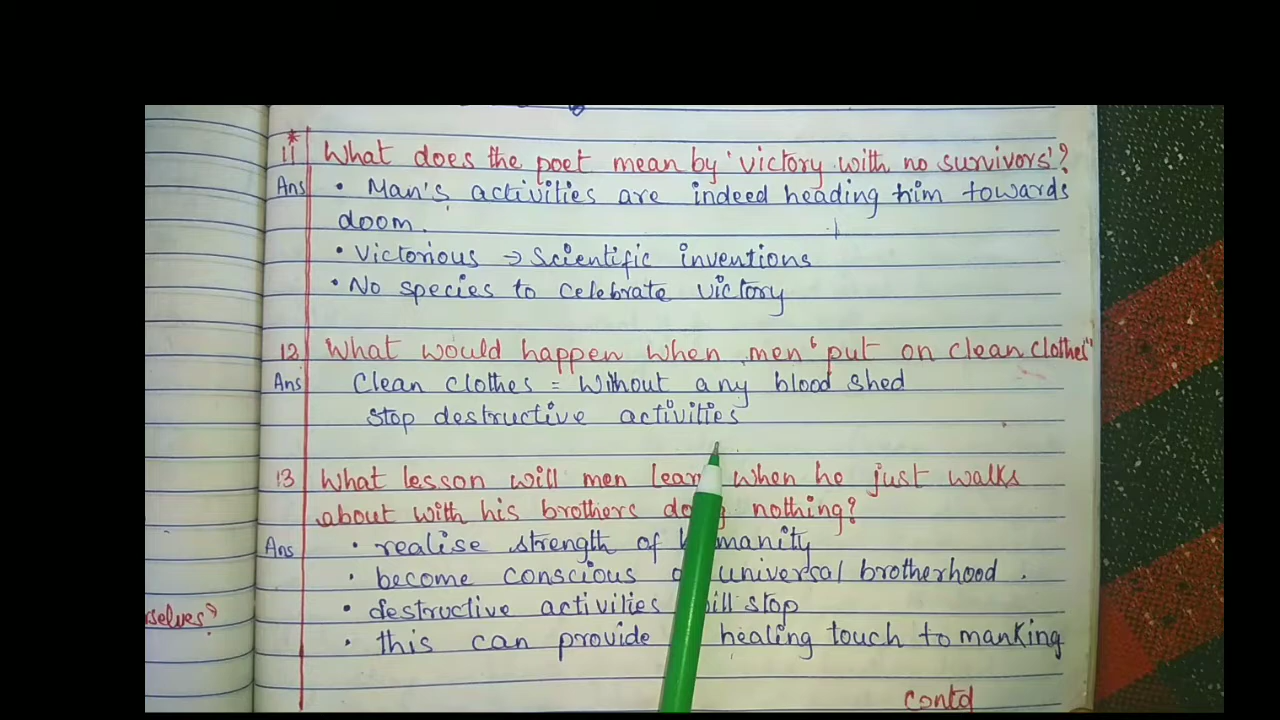 * 11 What does the poet mean by 'victory with no survivors'?
Ans • Man's activities are indeed heading him towards
doom.
• Victorious → Scientific inventions
• No species to celebrate victory
12 What would happen when men "put on clean clothes"
Ans Clean clothes = Without any blood shed
Stop destructive activities
13 What lesson will men learn when he just walks
about with his brothers doing nothing?
Ans • realise strength of humanity
• become conscious of universal brotherhood.
selves?
• destructive activities will stop
• this can provide healing touch to manking
contd